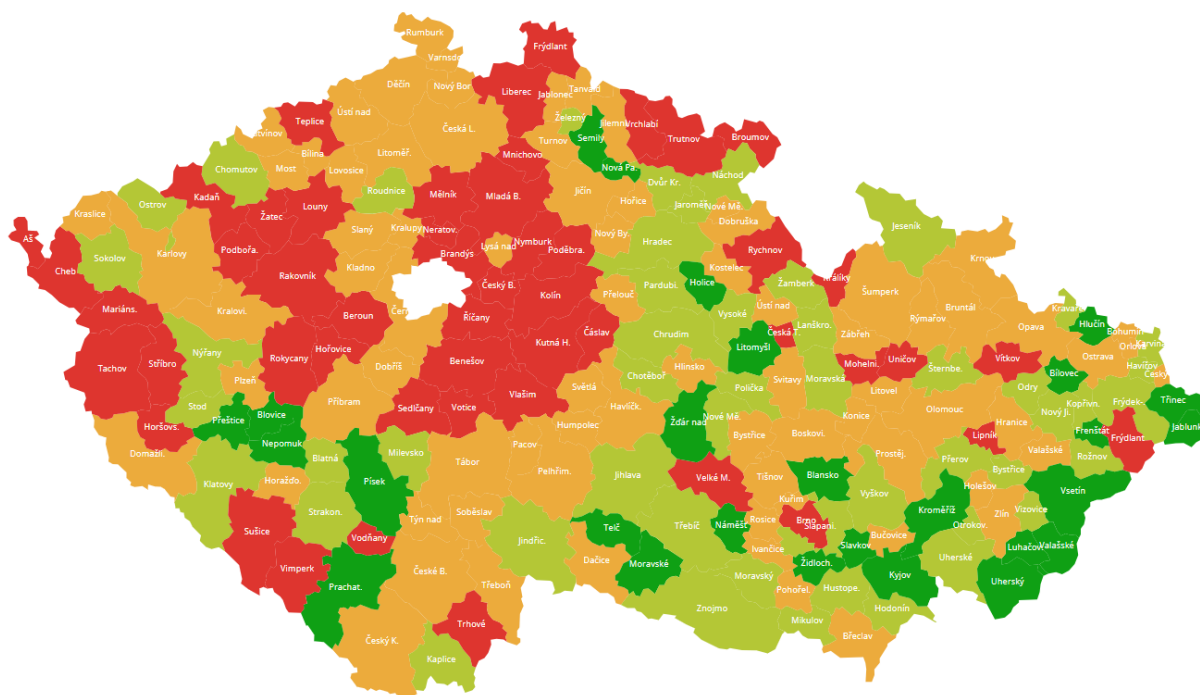 Rumburk
Varnsdo
Frýdlant
Děčín
Nový Bor
Liberec
Jablonec
Tanvald
Teplice
Ústí nad
Česká L.
Železný
Jilemni
Vrchlabí
Trutnov
Broumov
Semily
Turnov
Most
Bílina
Litoměř.
Lovosice
Mnichovo
Nová Pa.
Chomutov
Roudnice
Mělník
Mladá B.
Jičín
Dvůr Kr.
Náchod
Ostrov
Kadaň
Louny
Hořice
Jaroměř
Nové Mě.
Kraslice
Žatec
Slaný
Kralupy
Neratov.
Dobruška
Jeseník
Aš
Cheb
Sokolov
Karlovy
Podbořa.
Lysá nad
Nymburk
Poděbra.
Nový By.
Hradec
Rychnov
Krnov
Kladno
Brandýs
Kostelec
Rakovník
Český B.
Kolín
Přelouč
Pardubi.
Holice
Žamberk
Králíky
Šumperk
Mariáns.
Kralovi.
Beroun
Čern
Říčany
Ústí nad
Bruntál
Kravař
Vysoké
Lanškro.
Rýmařov
Opava
Hlučín
Bohumín
Hořovice
Kutná H.
Čáslav
Chrudim
Česká T.
Zábřeh
Orlová
Karvin
Nýřany
Litomyšl
Ostrava
Tachov
Stříbro
Rokycany
Benešov
Mohelni.
Uničov
Vítkov
Havířov
Dobříš
Chotěboř
Hlinsko
Šternbe.
Bílovec
Český
Plzeň
Světlá
Svitavy
Moravská
Polička
Litovel
Odry
Vlašim
Příbram
Sedlčany
Votice
Havlíčk.
Kopřivn.
Frýdek-
Třinec
Stod
Přeštice
Blovice
Olomouc
Nový Ji.
Horšovs.
Žďár nad
Nové Mě.
Konice
Hranice
Jablunk
Humpolec
Bystřice
Boskovi.
Lipník
Frenštát
Frýdlant
Nepomuk
Pacov
Domažlic.
Blatná
Milevsko
Tábor
Pelhřim.
Prostěj.
Přerov
Valašské
Rožnov
Klatovy
Horažďo.
Písek
Jihlava
Velké M.
Tišnov
Blansko
Bystřice
Holešov
Vsetín
Strakon.
Soběslav
Kuřim
Vyškov
Týn nad
Rosice
Brno
Šlapani.
Kroměříž
Zlín
Vizovice
Sušice
Vodňany
Jindřic.
Telč
Třebíč
Náměšť
Otrokov.
Bučovice
Slavkov
Ivančice
Luhačov
Valašské
Vimperk
České B.
Dačice
Moravské
Židloch.
Uherské
Prachat.
Třeboň
Moravský
Pohořel.
Hustope.
Kyjov
Uherský
Znojmo
Hodonín
Trhové
Mikulov
Český K.
Břeclav
Kaplice